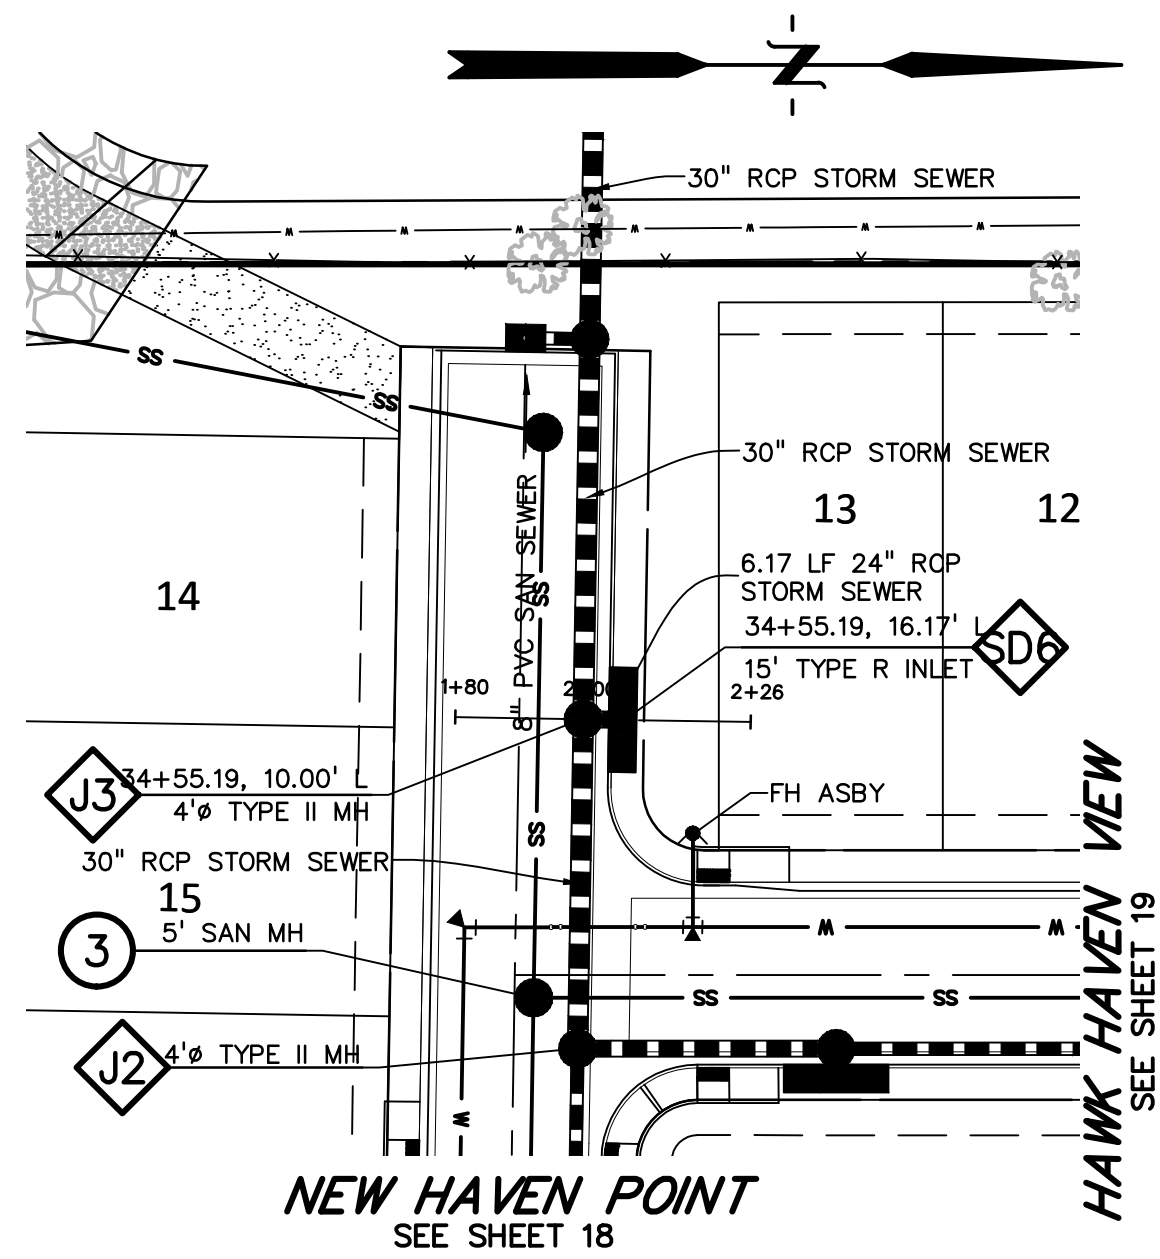 N
30" RCP STORM SEWER
W W W W W W W W W
SS
SS
30" RCP STORM SEWER
13
12
14
8" PVC SAN SEWER
SS
6.17 LF 24" RCP
STORM SEWER
34+55.19, 16.17' L
15' TYPE R INLET
SD6
1+80
2+26
J3
34+55.19, 10.00' L
4'ø TYPE II MH
FH ASBY
SS
30" RCP STORM SEWER
15
3
5' SAN MH
W W
SS SS
J2
4'ø TYPE II MH
W
HAWK HAVEN VIEW
SEE SHEET 19
NEW HAVEN POINT
SEE SHEET 18